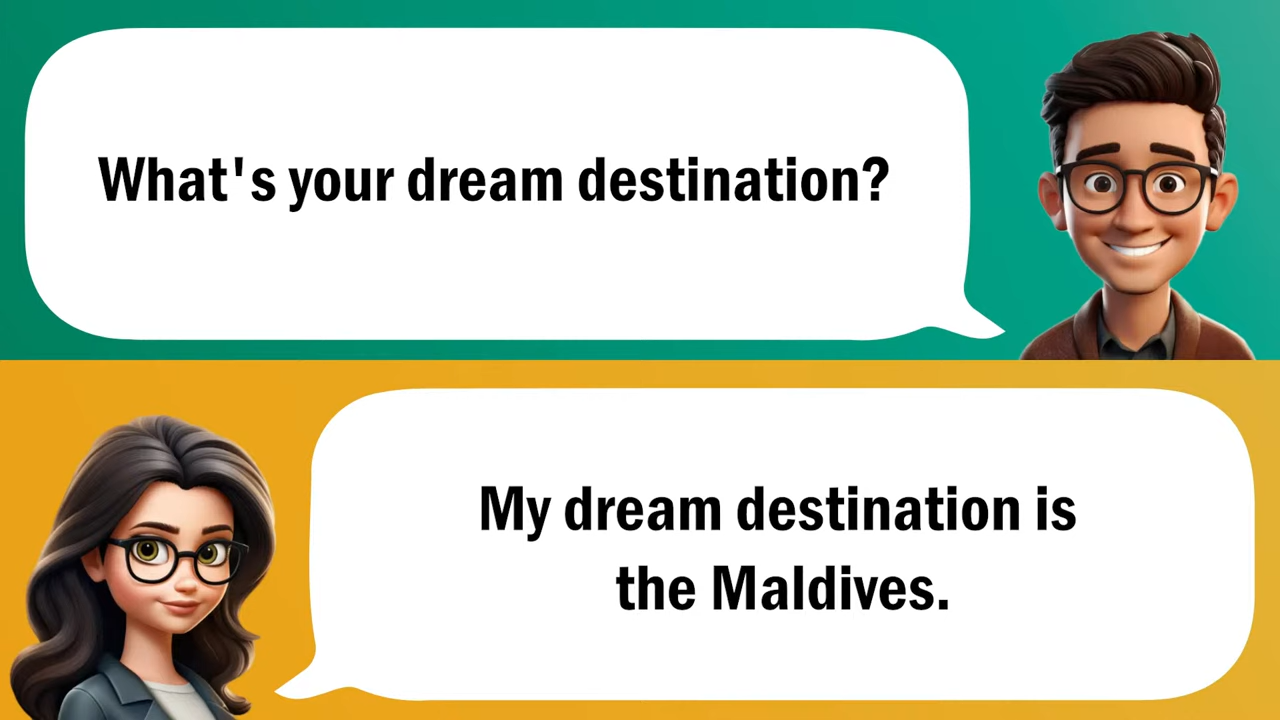 What's your dream destination?
My dream destination is
the Maldives.